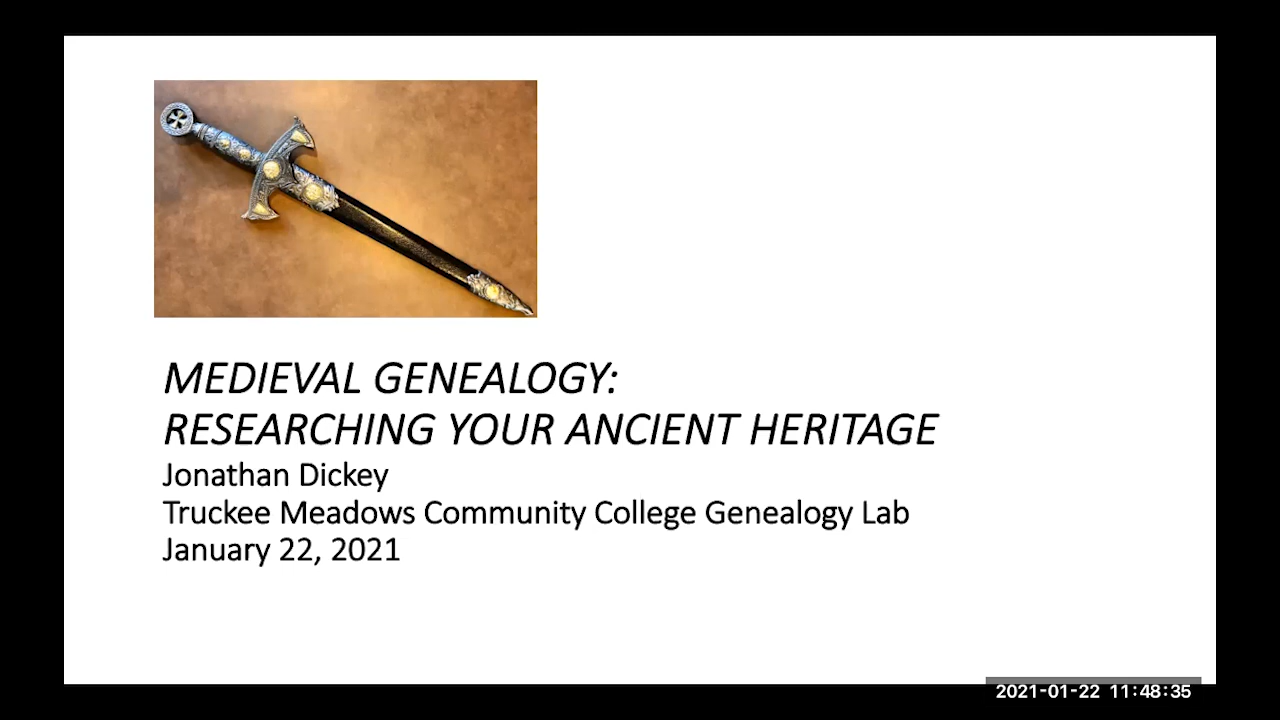 MEDIEVAL GENEALOGY:
RESEARCHING YOUR ANCIENT HERITAGE
Jonathan Dickey
Truckee Meadows Community College Genealogy Lab
January 22, 2021
2021-01-22 11:48:35